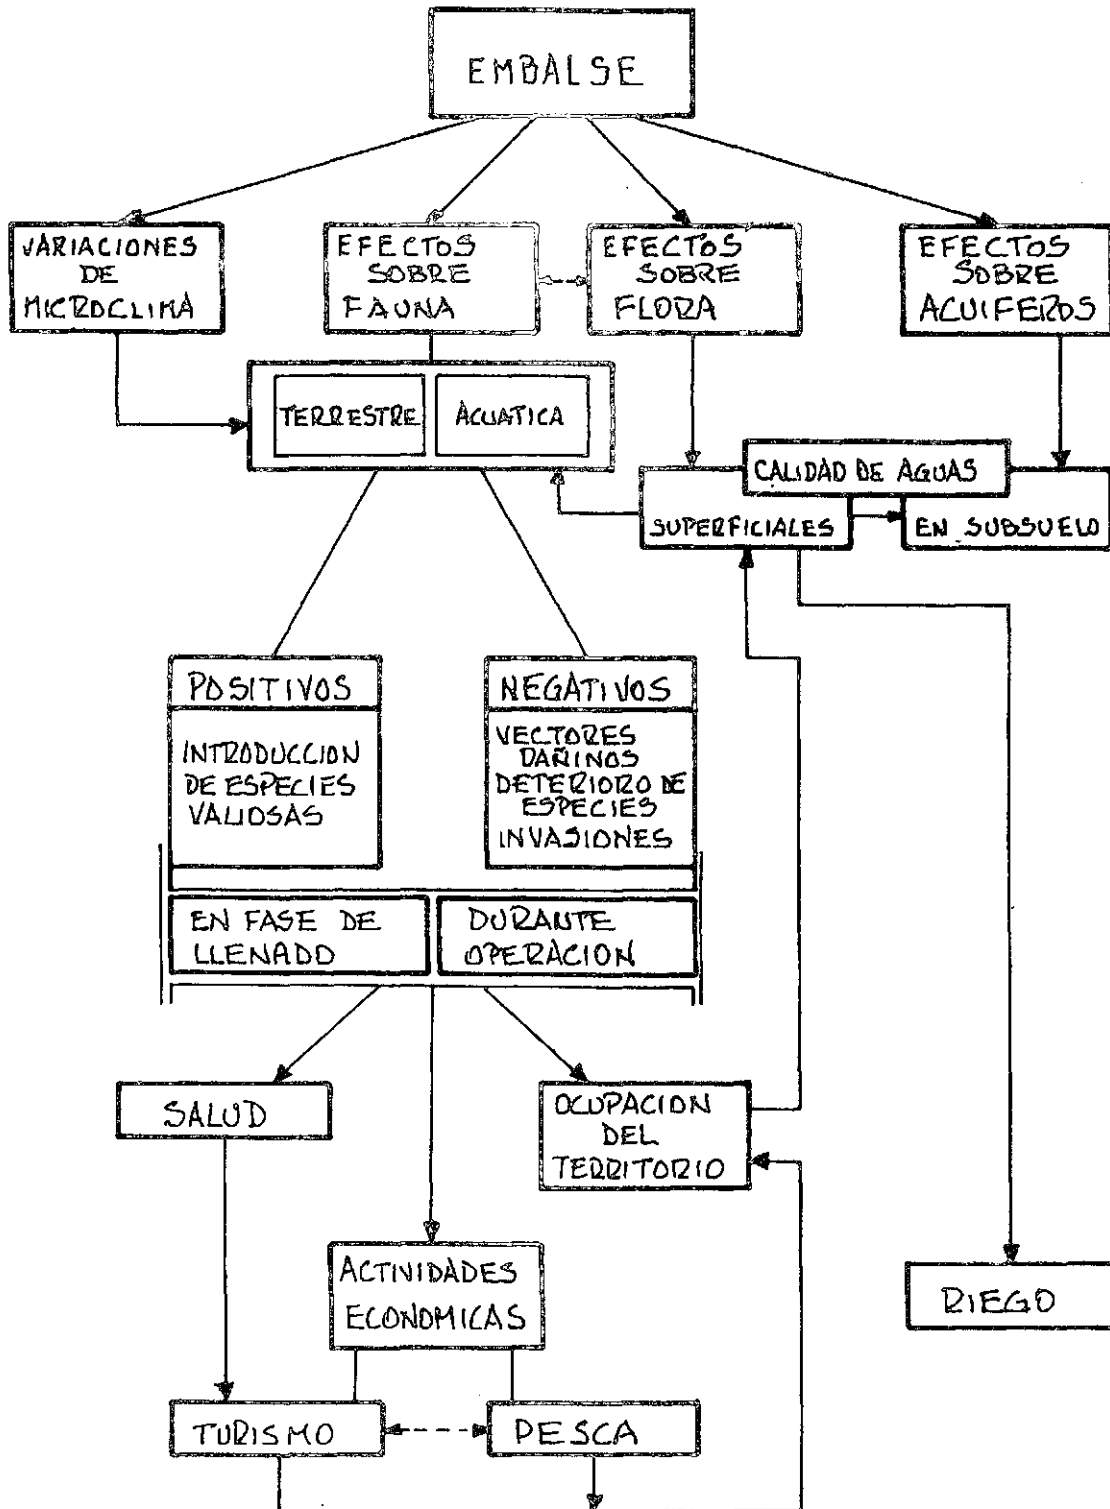 EMBALSE
VARIACIONES
DE
MICROCLIMA
EFECTOS
SOBRE
FAUNA
EFECTOS
SOBRE
FLORA
EFECTOS
SOBRE
ACUIFEROS
TERRESTRE
ACUATICA
CALIDAD DE AGUAS
SUPERFICIALES
EN SUBSUELO
POSITIVOS
INTRODUCCION
DE ESPECIES
VALIOSAS
NEGATIVOS
VECTORES
DAÑINOS
DETERIORO DE
ESPECIES
INVASIONES
EN FASE DE
LLENADO
DURANTE
OPERACION
SALUD
OCUPACION
DEL
TERRITORIO
ACTIVIDADES
ECONOMICAS
RIEGO
TURISMO
PESCA